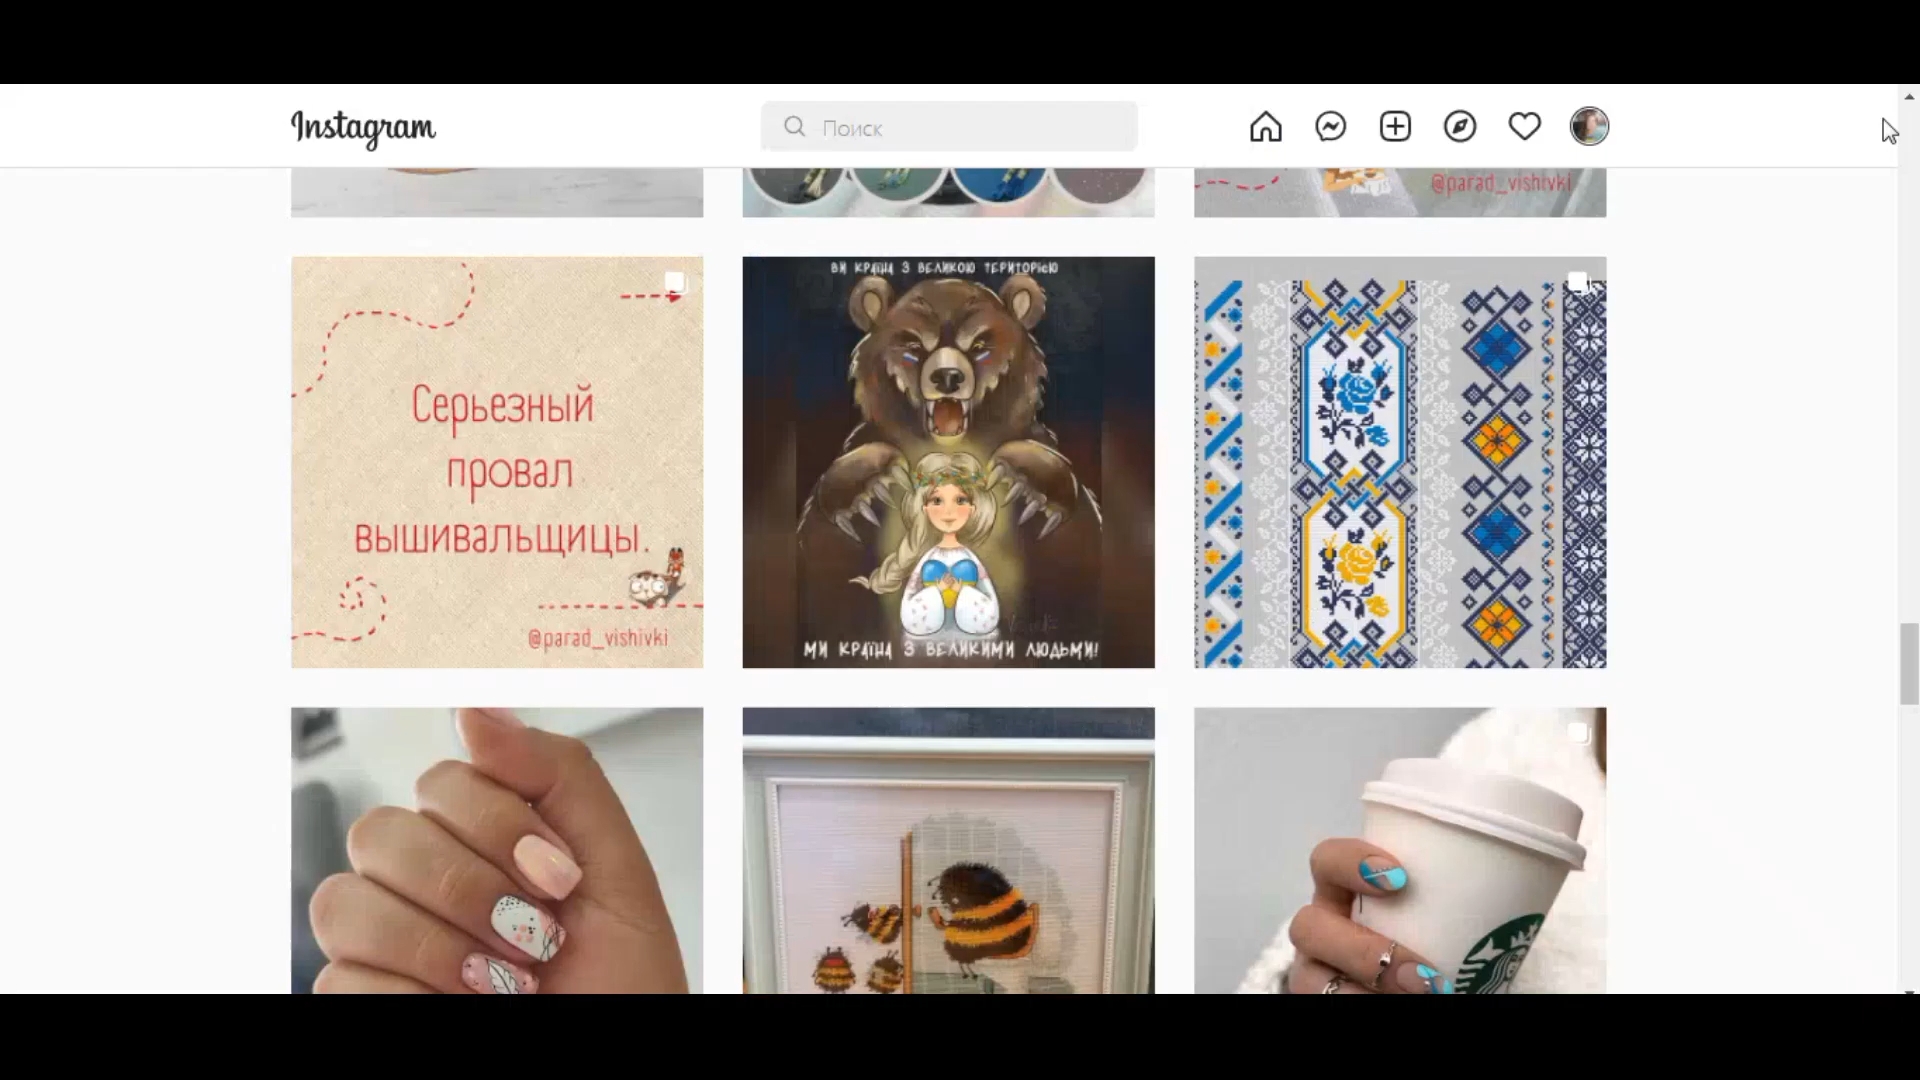 Instagram
Поиск
@parad_vishivki
Серьезный
провал
вышивальщицы.
@parad_vishivki
ВИ КРАЇНА З ВЕЛИКОЮ ТЕРИТОРІЄЮ
МИ КРАЇНА З ВЕЛИКИМИ ЛЮДЬМИ!